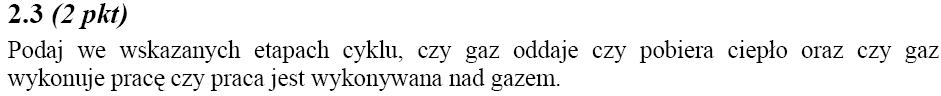 2.3 (2 pkt)
Podaj we wskazanych etapach cyklu, czy gaz oddaje czy pobiera ciepło oraz czy gaz
wykonuje pracę czy praca jest wykonywana nad gazem.